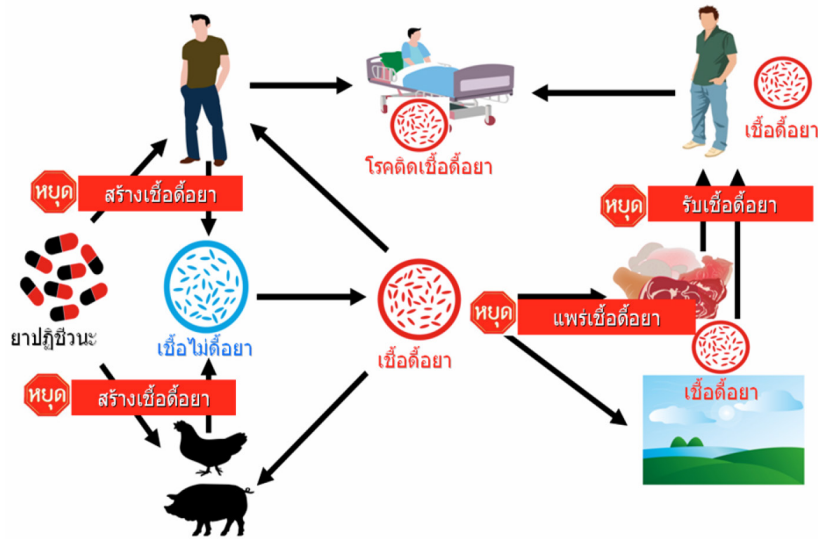 เชื้อดื้อยา
โรคติดเชื้อดื้อยา
หยุด สร้างเชื้อดื้อยา
หยุด รับเชื้อดื้อยา
ยาปฏิชีวนะ
เชื้อไม่ดื้อยา
เชื้อดื้อยา
หยุด แพร่เชื้อดื้อยา
หยุด สร้างเชื้อดื้อยา
เชื้อดื้อยา